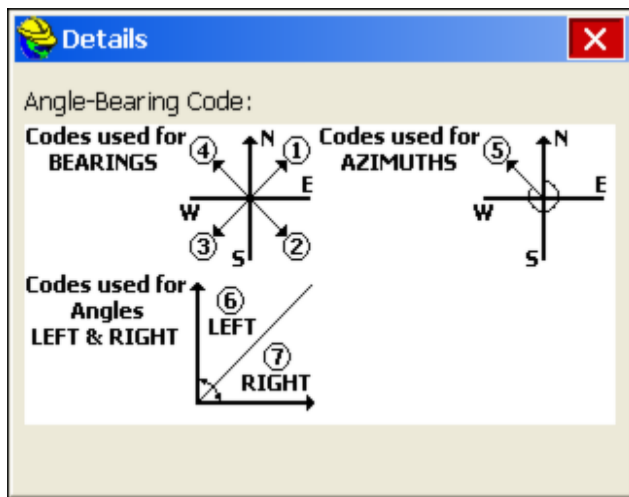 Details
Angle-Bearing Code:
Codes used for
BEARINGS
4
N
1
W
E
3
S
2
Codes used for
AZIMUTHS
5
N
W
E
S
Codes used for
Angles
LEFT & RIGHT
6
LEFT
7
RIGHT